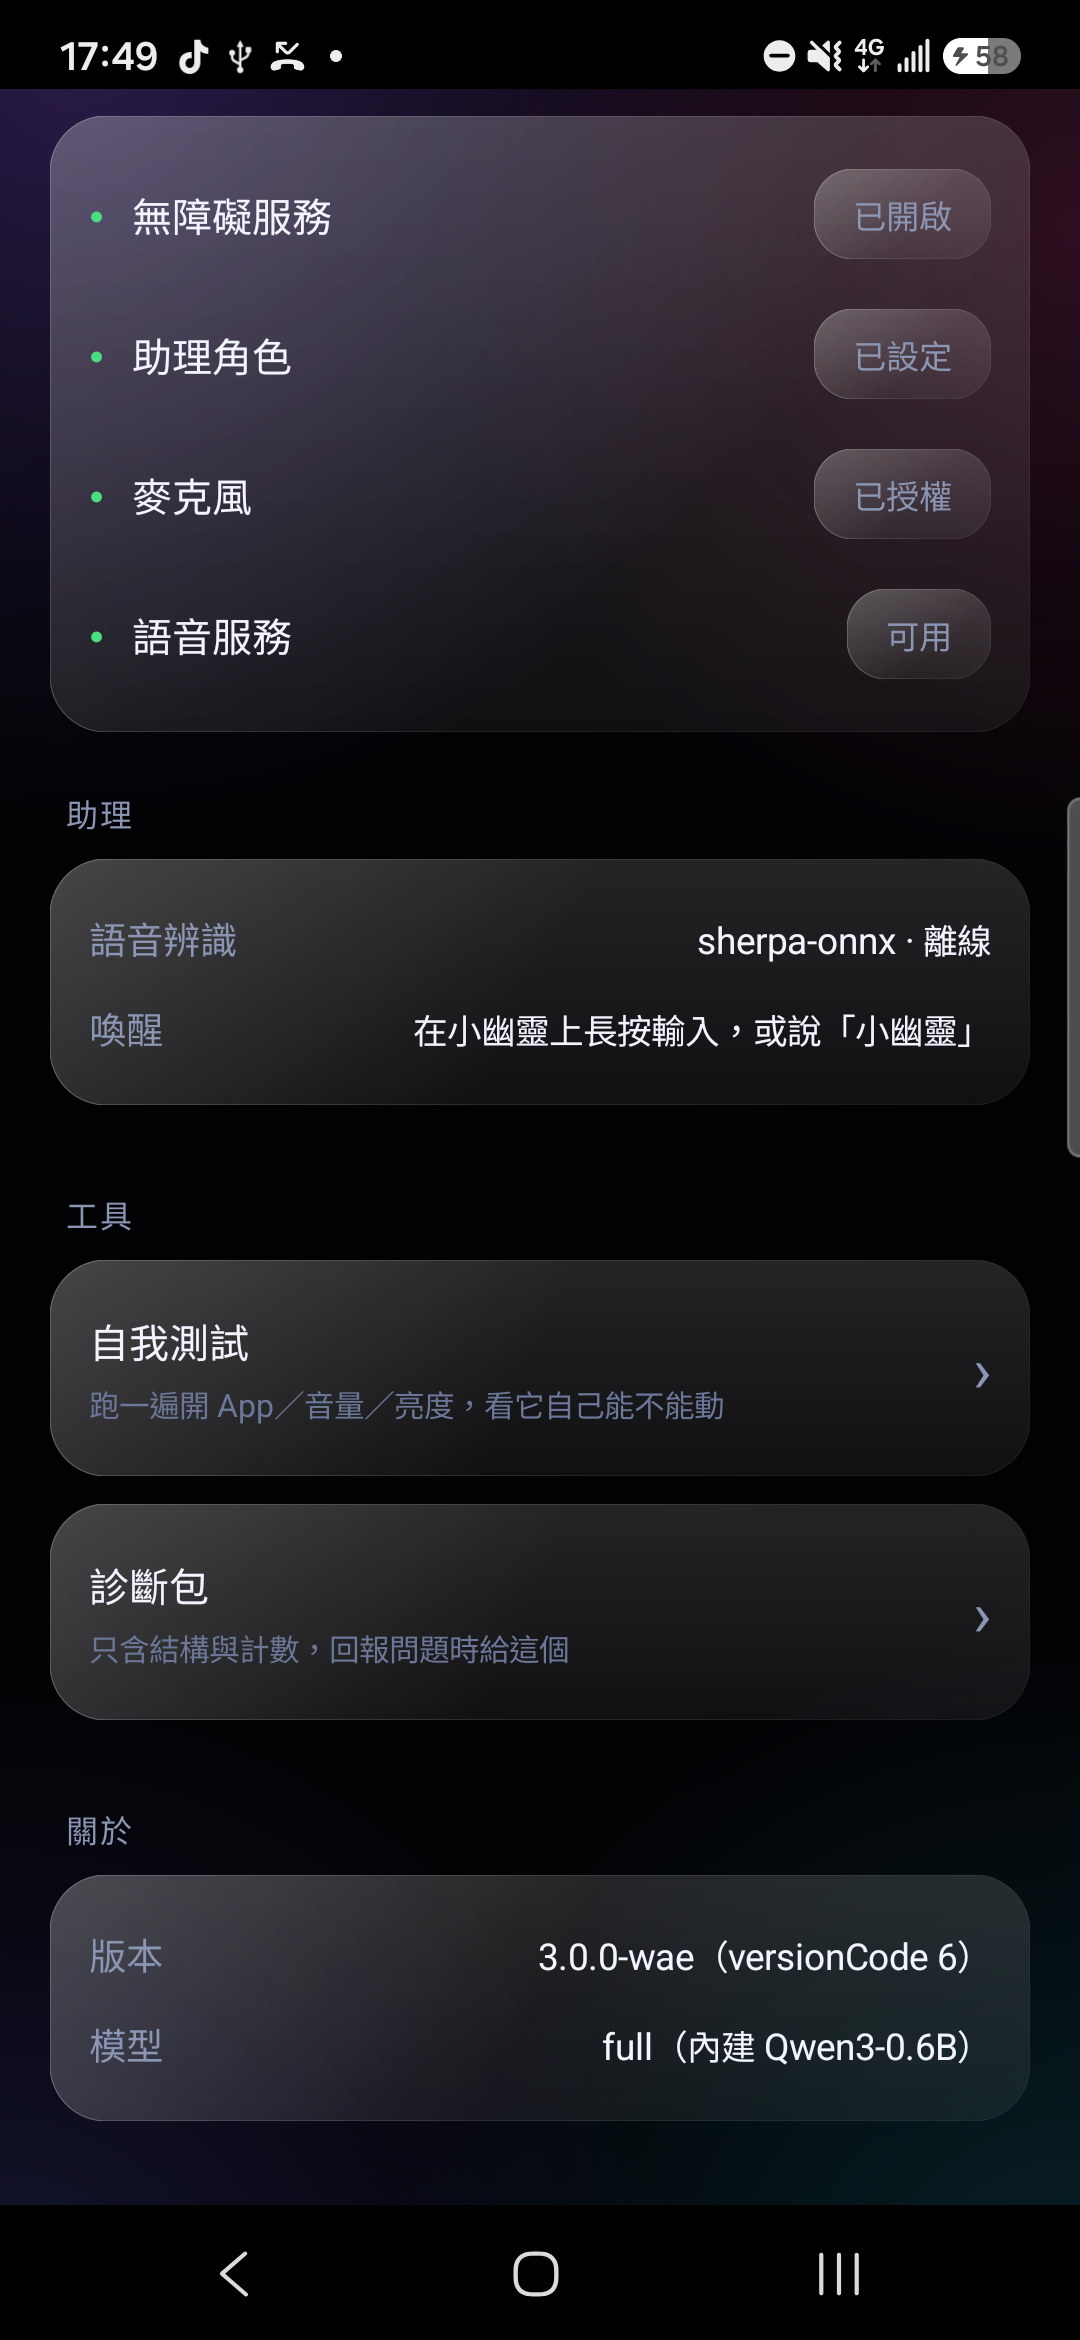 17:49
4G
58
無障礙服務
已開啟
助理角色
已設定
麥克風
已授權
語音服務
可用
助理
語音辨識
sherpa-onnx · 離線
喚醒
在小幽靈上長按輸入，或說「小幽靈」
工具
自我測試
跑一遍開 App／音量／亮度，看它自己能不能動
診斷包
只含結構與計數，回報問題時給這個
關於
版本
3.0.0-wae（versionCode 6）
模型
full（內建 Qwen3-0.6B）